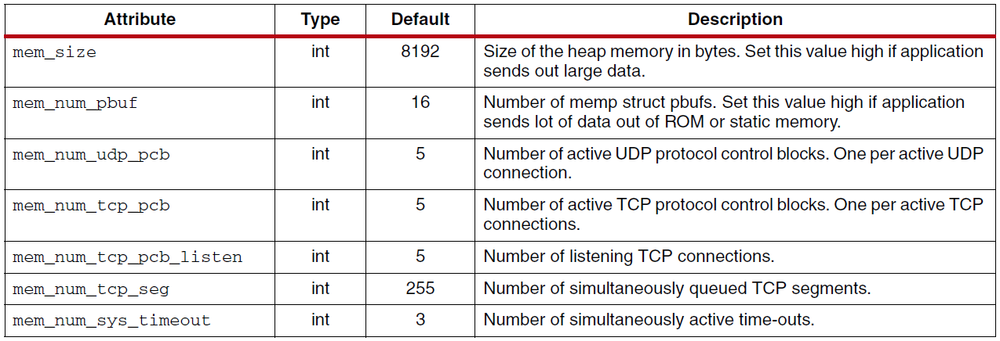 Attribute Type Default Description
mem_size int 8192 Size of the heap memory in bytes. Set this value high if application
sends out large data.
mem_num_pbuf int 16 Number of memp struct pbufs. Set this value high if application
sends lot of data out of ROM or static memory.
mem_num_udp_pcb int 5 Number of active UDP protocol control blocks. One per active UDP
connection.
mem_num_tcp_pcb int 5 Number of active TCP protocol control blocks. One per active TCP
connections.
mem_num_tcp_pcb_listen int 5 Number of listening TCP connections.
mem_num_tcp_seg int 255 Number of simultaneously queued TCP segments.
mem_num_sys_timeout int 3 Number of simultaneously active time-outs.